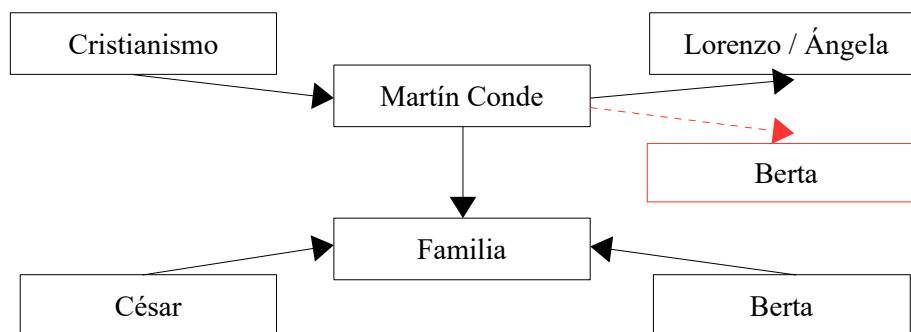 Cristianismo
Lorenzo / Ángela
Martín Conde
Berta
Familia
César
Berta